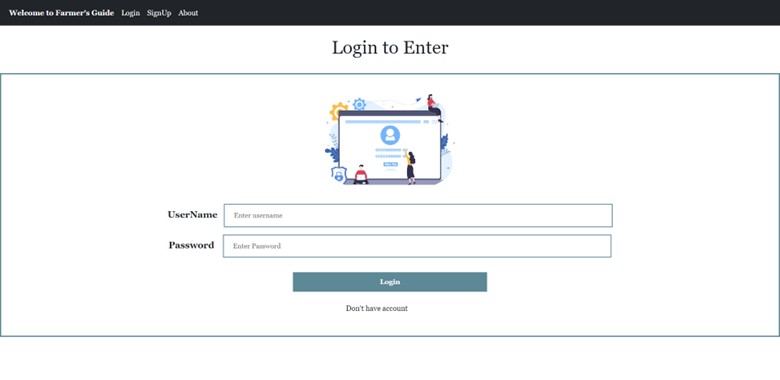 Welcome to Farmer's Guide Login SignUp About
Login to Enter
UserName Enter username
Password Enter Password
Login
Don't have account